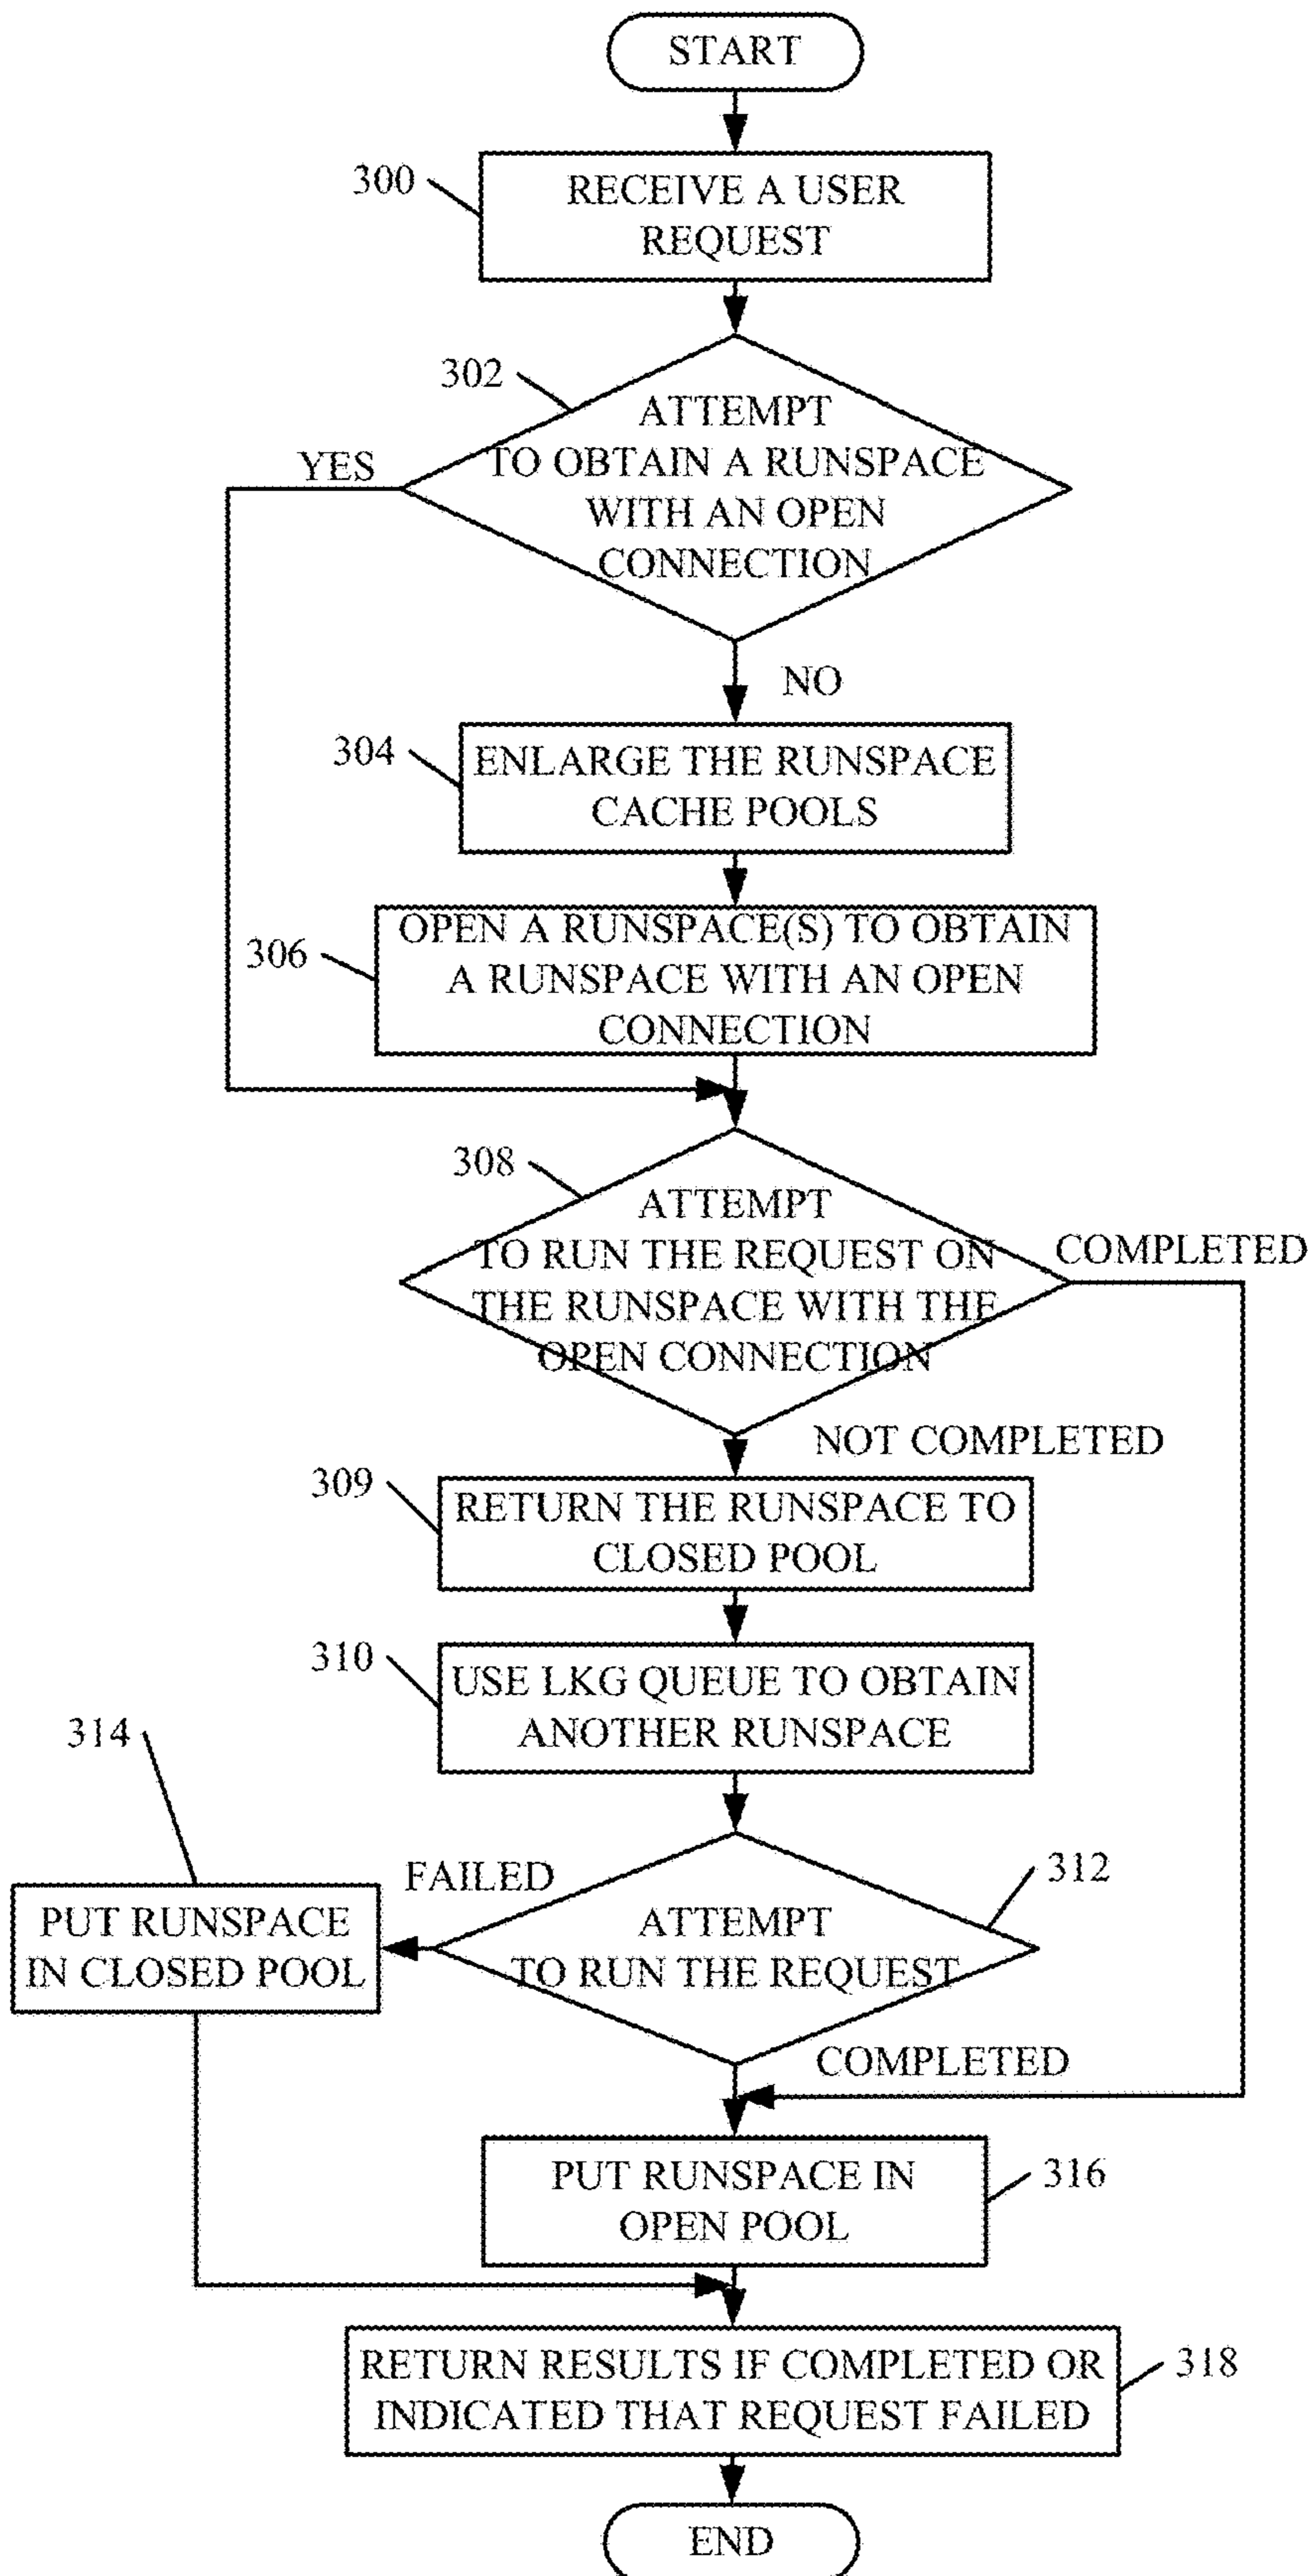 START
300
RECEIVE A USER
REQUEST
302
ATTEMPT
TO OBTAIN A RUNSPACE
WITH AN OPEN
CONNECTION
YES
NO
304
ENLARGE THE RUNSPACE
CACHE POOLS
306
OPEN A RUNSPACE(S) TO OBTAIN
A RUNSPACE WITH AN OPEN
CONNECTION
308
ATTEMPT
TO RUN THE REQUEST ON
THE RUNSPACE WITH THE
OPEN CONNECTION
COMPLETED
NOT COMPLETED
309
RETURN THE RUNSPACE TO
CLOSED POOL
310
USE LKG QUEUE TO OBTAIN
ANOTHER RUNSPACE
314
FAILED
312
PUT RUNSPACE
IN CLOSED POOL
ATTEMPT
TO RUN THE REQUEST
COMPLETED
PUT RUNSPACE IN
OPEN POOL
316
RETURN RESULTS IF COMPLETED OR
INDICATED THAT REQUEST FAILED
318
END